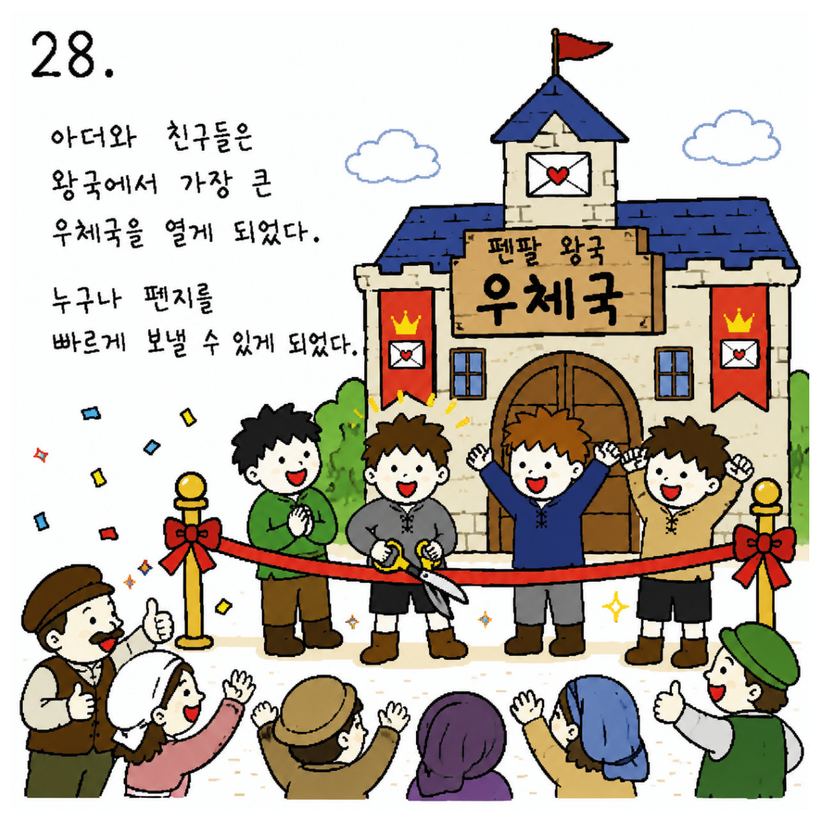 28.
아더와 친구들은
왕국에서 가장 큰
우체국을 열게 되었다.
누구나 펜지를
빠르게 보낼 수 있게 되었다.
펜팔 왕국
우체국